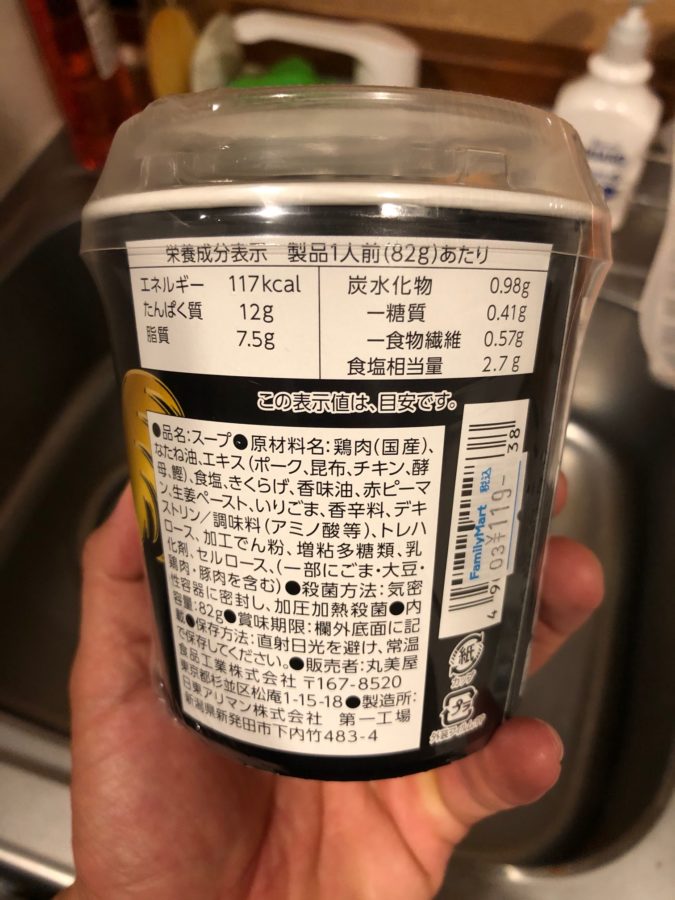 栄養成分表示 製品1人前(82g)あたり
エネルギー 117kcal
たんぱく質 12g
脂質 7.5g
炭水化物 0.98g
ー糖質 0.41g
ー食物繊維 0.57g
食塩相当量 2.7g
この表示値は、目安です。
●品名:スープ●原材料名:鶏肉(国産)、
なたね油、エキス(ポーク、昆布、チキン、酵
母、鰹)、食塩、きくらげ、香味油、赤ピーマ
ン、生姜ペースト、いりごま、香辛料、デキ
ストリン/調味料(アミノ酸等)、トレハ
ロース、加工でん粉、増粘多糖類、乳
化剤、セルロース、(一部にごま・大豆・
鶏肉・豚肉を含む)●殺菌方法:気密
性容器に密封し、加圧加熱殺菌●内
容量:82g●賞味期限:欄外底面に記
載●保存方法:直射日光を避け、常温
で保存してください。●販売者:丸美屋
食品工業株式会社 〒167-8520
東京都杉並区松庵1-15-18●製造所:
日東アリマン株式会社 第一工場
新潟県新発田市下内竹483-4
FamilyMart 税込
03 ¥119-
4 9
38
紙
カップ
プラ